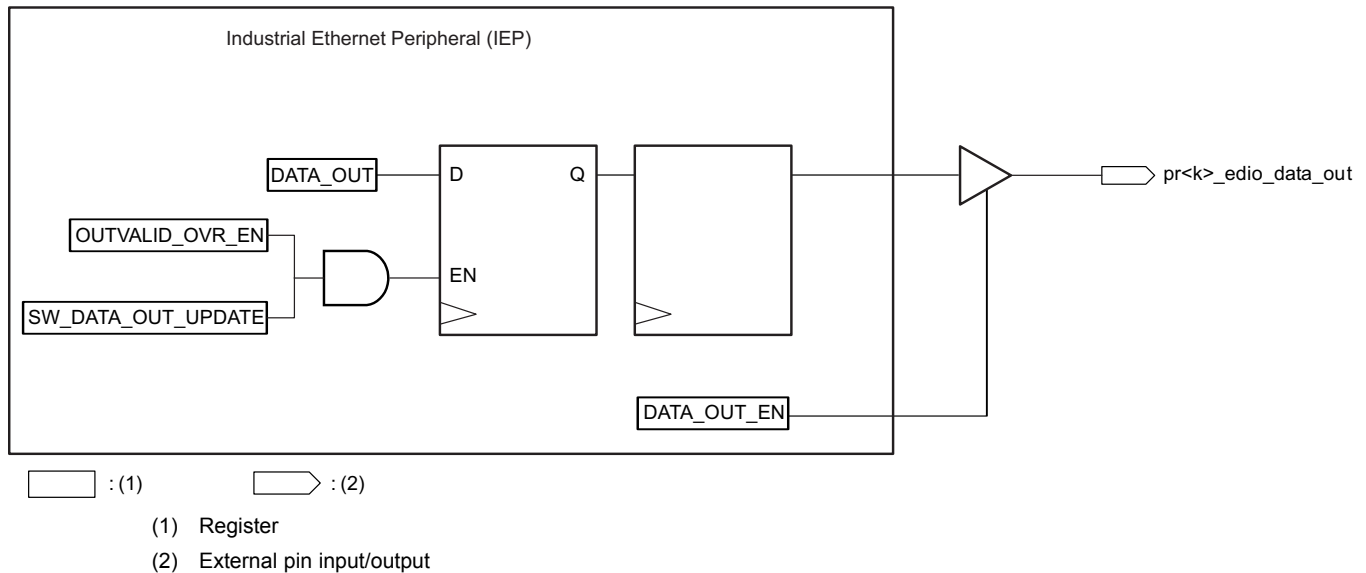 Industrial Ethernet Peripheral (IEP)
DATA_OUT
D
Q
pr<k>_edio_data_out
OUTVALID_OVR_EN
EN
SW_DATA_OUT_UPDATE
DATA_OUT_EN
: (1)
: (2)
(1) Register
(2) External pin input/output